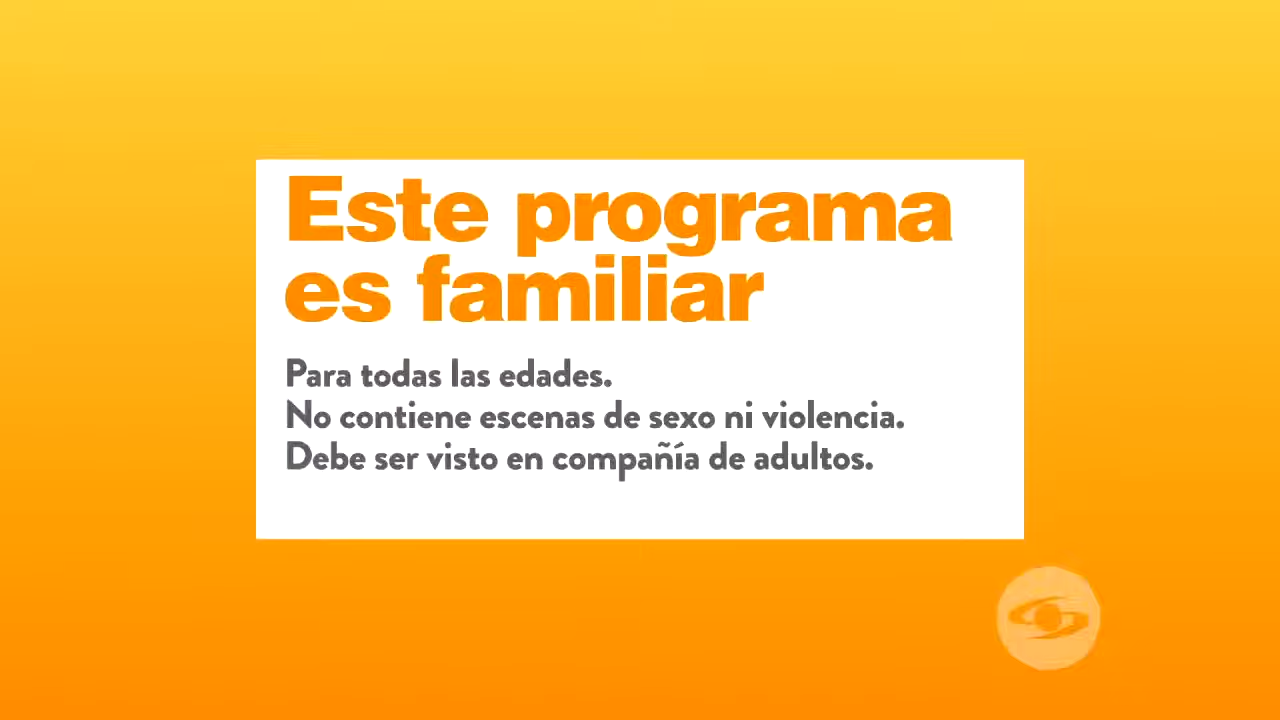 Este programa
es familiar
Para todas las edades.
No contiene escenas de sexo ni violencia.
Debe ser visto en compañía de adultos.